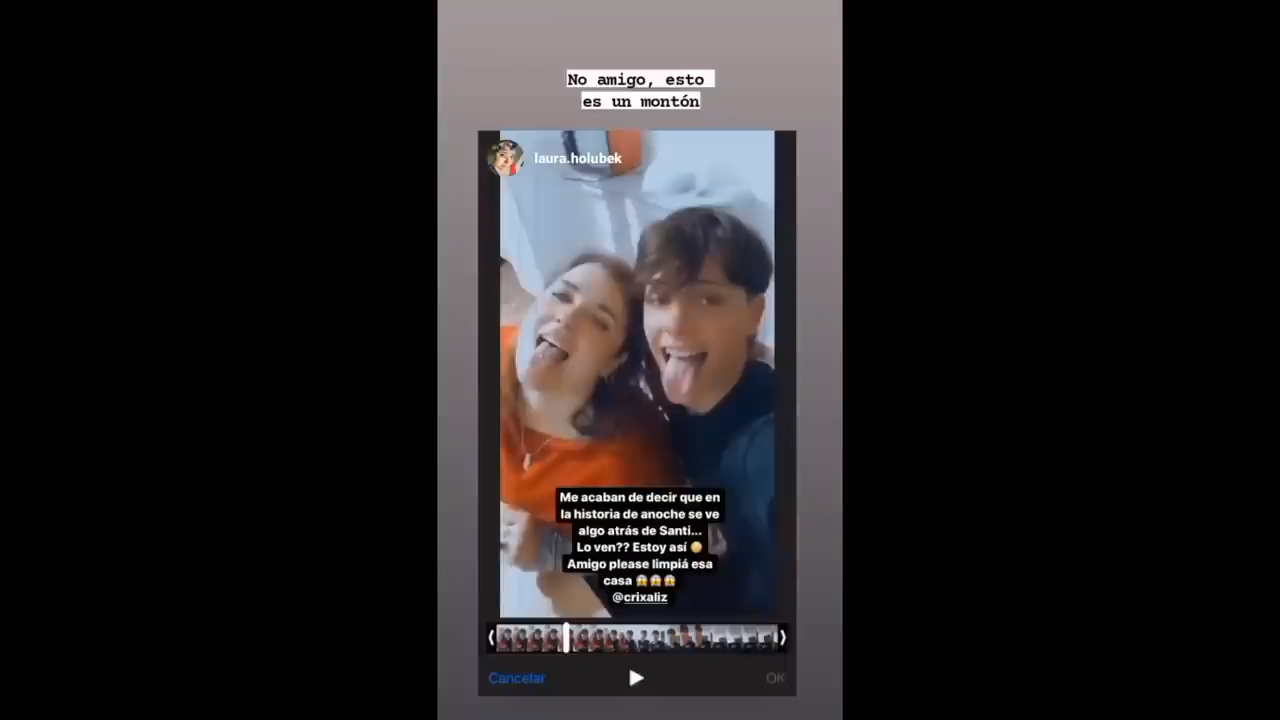 No amigo, esto
es un montón
laura.holubek
Me acaban de decir que en
la historia de anoche se ve
algo atrás de Santi...
Lo ven?? Estoy así 😳
Amigo please limpiá esa
casa 😱😱😱
@crixaliz
Cancelar
OK